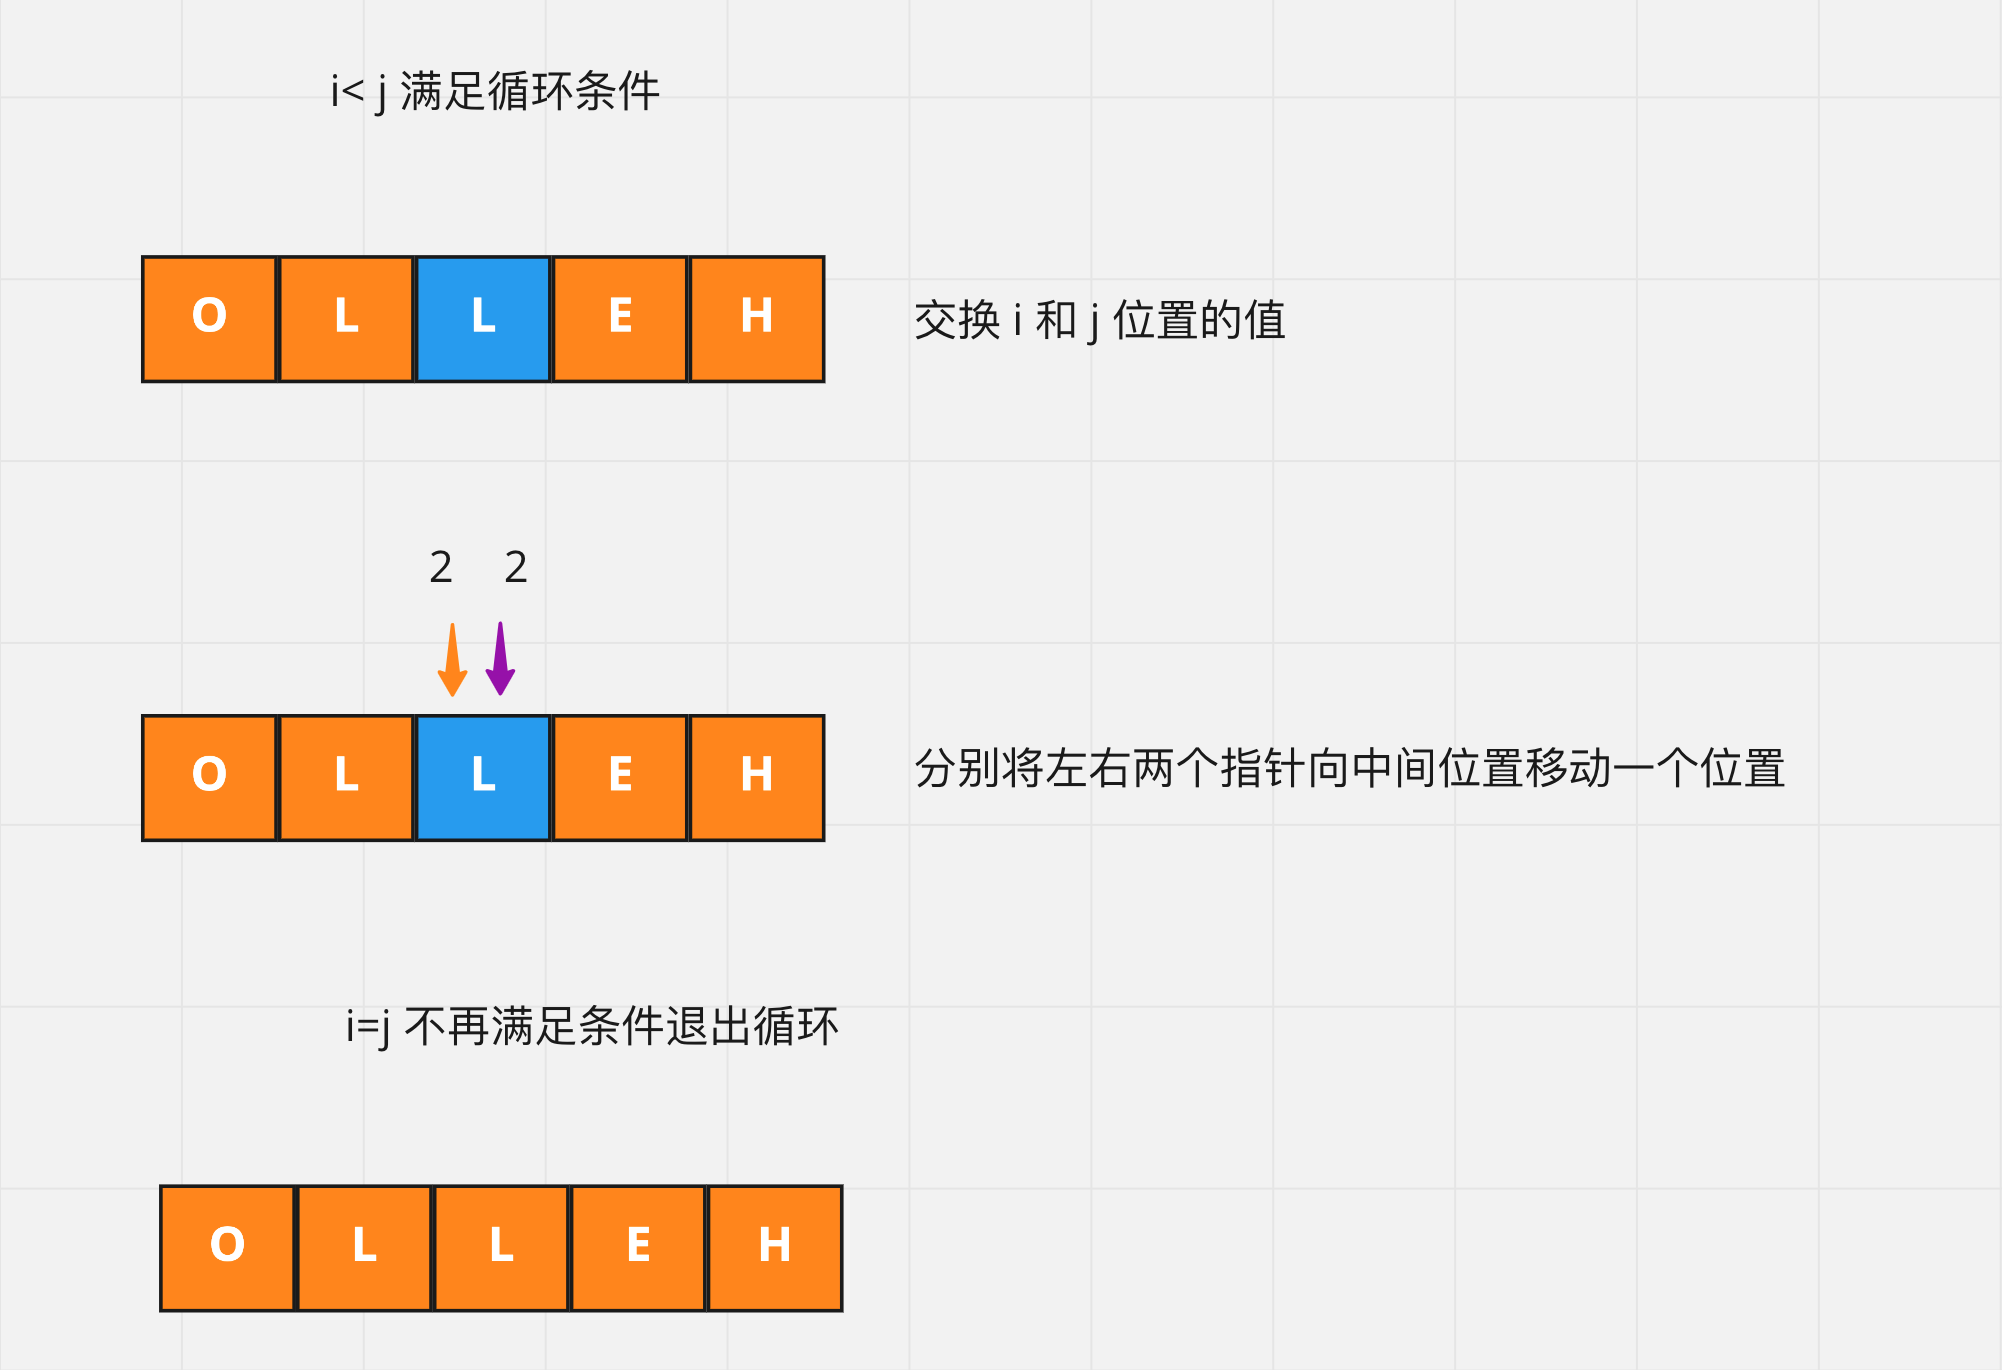 i< j 满足循环条件
O L L E H
交换 i 和 j 位置的值
2 2
O L L E H
分别将左右两个指针向中间位置移动一个位置
i=j 不再满足条件退出循环
O L L E H